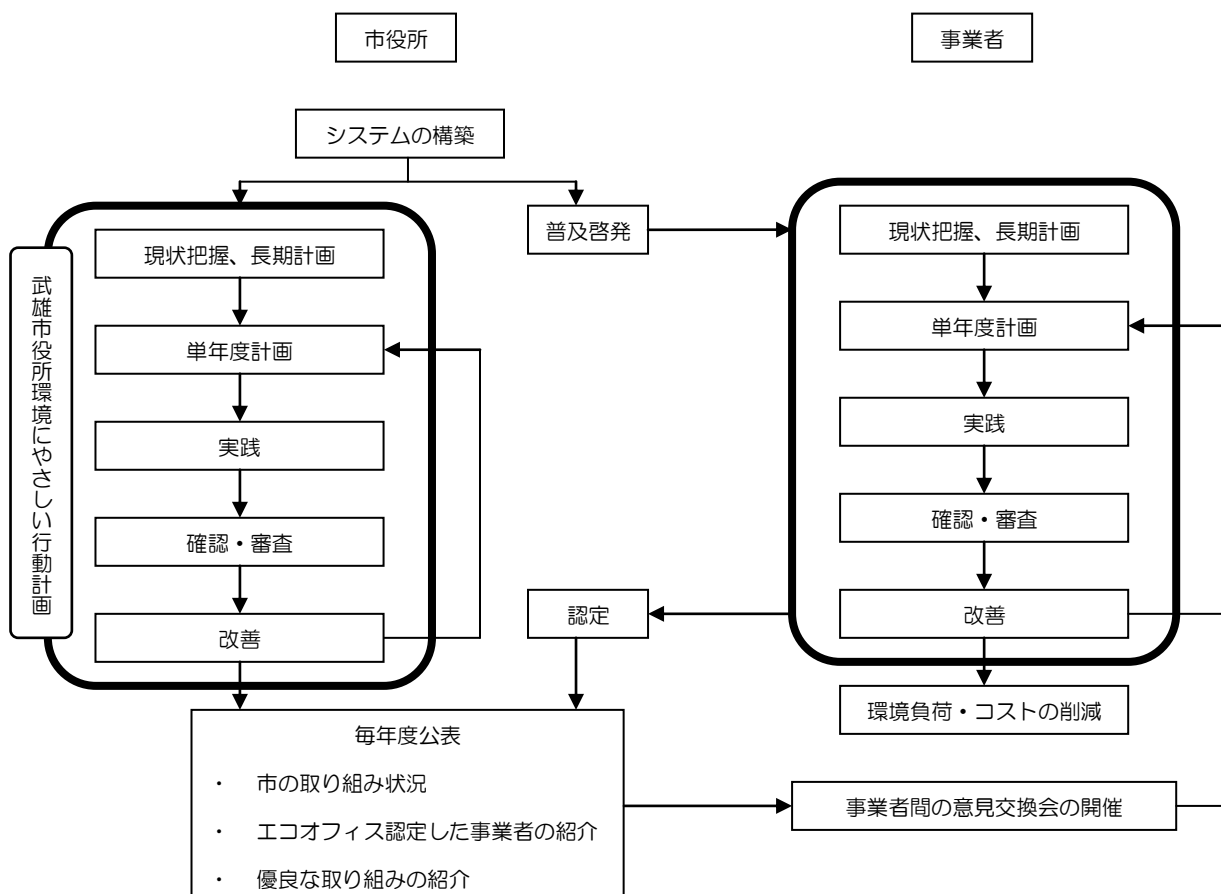 市役所
事業者
システムの構築
武雄市役所環境にやさしい行動計画
現状把握、長期計画
単年度計画
実践
確認・審査
改善
普及啓発
現状把握、長期計画
単年度計画
実践
確認・審査
改善
認定
環境負荷・コストの削減
毎年度公表
・ 市の取り組み状況
・ エコオフィス認定した事業者の紹介
・ 優良な取り組みの紹介
事業者間の意見交換会の開催